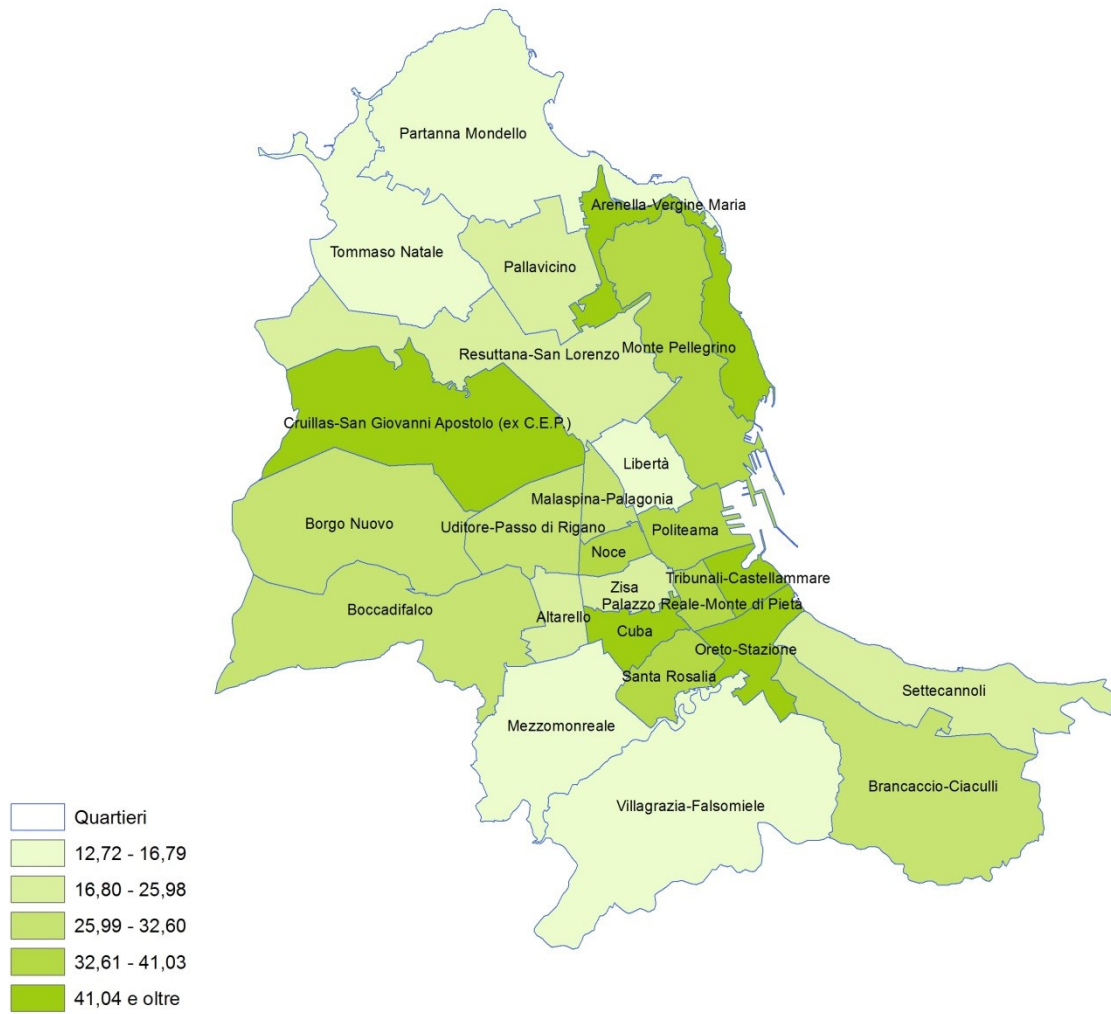 Partanna Mondello
Arenella-Vergine Maria
Tommaso Natale
Pallavicino
Resuttana-San Lorenzo
Monte Pellegrino
Cruillas-San Giovanni Apostolo (ex C.E.P.)
Libertà
Malaspina-Palagonia
Borgo Nuovo
Uditore-Passo di Rigano
Politeama
Noce
Tribunali-Castellammare
Zisa
Palazzo Reale-Monte di Pietà
Boccadifalco
Altarello
Cuba
Oreto-Stazione
Santa Rosalia
Settecannoli
Mezzomonreale
Brancaccio-Ciaculli
Villagrazia-Falsomiele
Quartieri
12,72 - 16,79
16,80 - 25,98
25,99 - 32,60
32,61 - 41,03
41,04 e oltre